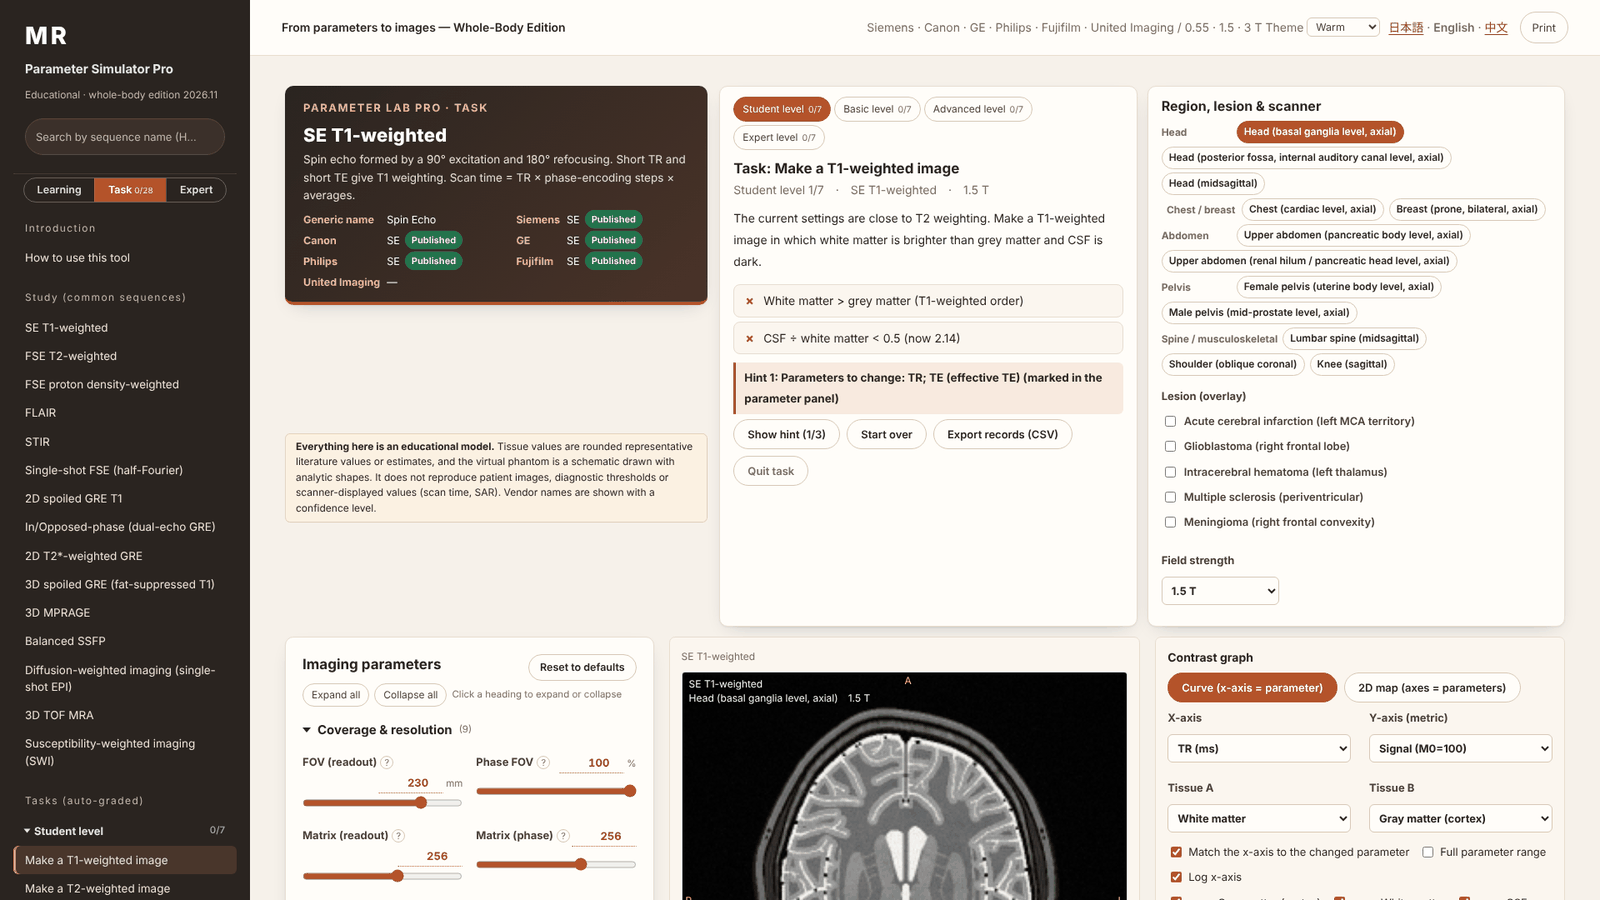 MR
Parameter Simulator Pro
Educational · whole-body edition 2026.11
Search by sequence name (H...
Learning
Task 0/28
Expert
Introduction
How to use this tool
Study (common sequences)
SE T1-weighted
FSE T2-weighted
FSE proton density-weighted
FLAIR
STIR
Single-shot FSE (half-Fourier)
2D spoiled GRE T1
In/Opposed-phase (dual-echo GRE)
2D T2*-weighted GRE
3D spoiled GRE (fat-suppressed T1)
3D MPRAGE
Balanced SSFP
Diffusion-weighted imaging (single-
shot EPI)
3D TOF MRA
Susceptibility-weighted imaging
(SWI)
Tasks (auto-graded)
Student level 0/7
Make a T1-weighted image
Make a T2-weighted image
From parameters to images — Whole-Body Edition
Siemens · Canon · GE · Philips · Fujifilm · United Imaging / 0.55 · 1.5 · 3 T Theme Warm 日本語 · English · 中文 Print
PARAMETER LAB PRO · TASK
SE T1-weighted
Spin echo formed by a 90° excitation and 180° refocusing. Short TR and
short TE give T1 weighting. Scan time = TR × phase-encoding steps ×
averages.
Generic name Spin Echo Siemens SE Published
Canon SE Published GE SE Published
Philips SE Published Fujifilm SE Published
United Imaging —
Everything here is an educational model. Tissue values are rounded representative
literature values or estimates, and the virtual phantom is a schematic drawn with
analytic shapes. It does not reproduce patient images, diagnostic thresholds or
scanner-displayed values (scan time, SAR). Vendor names are shown with a
confidence level.
Student level 0/7 Basic level 0/7 Advanced level 0/7
Expert level 0/7
Task: Make a T1-weighted image
Student level 1/7 · SE T1-weighted · 1.5 T
The current settings are close to T2 weighting. Make a T1-weighted
image in which white matter is brighter than grey matter and CSF is
dark.
× White matter > grey matter (T1-weighted order)
× CSF ÷ white matter < 0.5 (now 2.14)
Hint 1: Parameters to change: TR; TE (effective TE) (marked in the
parameter panel)
Show hint (1/3) Start over Export records (CSV)
Quit task
Region, lesion & scanner
Head Head (basal ganglia level, axial)
Head (posterior fossa, internal auditory canal level, axial)
Head (midsagittal)
Chest / breast Chest (cardiac level, axial) Breast (prone, bilateral, axial)
Abdomen Upper abdomen (pancreatic body level, axial)
Upper abdomen (renal hilum / pancreatic head level, axial)
Pelvis Female pelvis (uterine body level, axial)
Male pelvis (mid-prostate level, axial)
Spine / musculoskeletal Lumbar spine (midsagittal)
Shoulder (oblique coronal) Knee (sagittal)
Lesion (overlay)
Acute cerebral infarction (left MCA territory)
Glioblastoma (right frontal lobe)
Intracerebral hematoma (left thalamus)
Multiple sclerosis (periventricular)
Meningioma (right frontal convexity)
Field strength
1.5 T
Imaging parameters Reset to defaults
Expand all Collapse all Click a heading to expand or collapse
Coverage & resolution (9)
FOV (readout) ? 230 mm
Phase FOV ? 100 %
Matrix (readout) ? 256
Matrix (phase) ? 256
SE T1-weighted
SE T1-weighted
Head (basal ganglia level, axial) 1.5 T
A
Contrast graph
Curve (x-axis = parameter) 2D map (axes = parameters)
X-axis Y-axis (metric)
TR (ms) Signal (M0=100)
Tissue A Tissue B
White matter Gray matter (cortex)
Match the x-axis to the changed parameter Full parameter range
Log x-axis